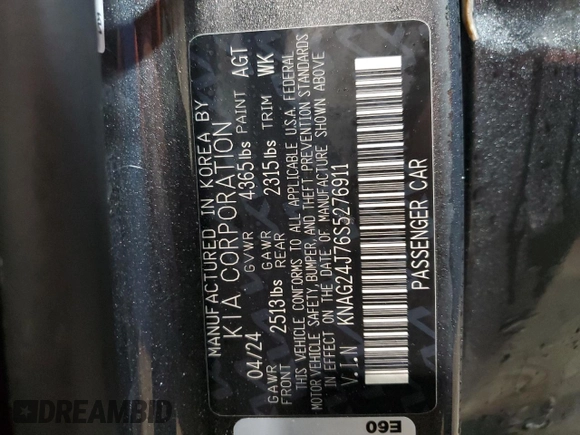 MANUFACTURED IN KOREA BY
KIA CORPORATION
04/24 GVWR 4365lbs PAINT AGT
GAWR FRONT 2513lbs GAWR REAR 2315lbs TRIM WK
THIS VEHICLE CONFORMS TO ALL APPLICABLE U.S.A. FEDERAL
MOTOR VEHICLE SAFETY, BUMPER, AND THEFT PREVENTION STANDARDS
IN EFFECT ON THE DATE OF MANUFACTURE SHOWN ABOVE
V.I.N KNAG24J76S5276911
PASSENGER CAR
E60
DREAMBID